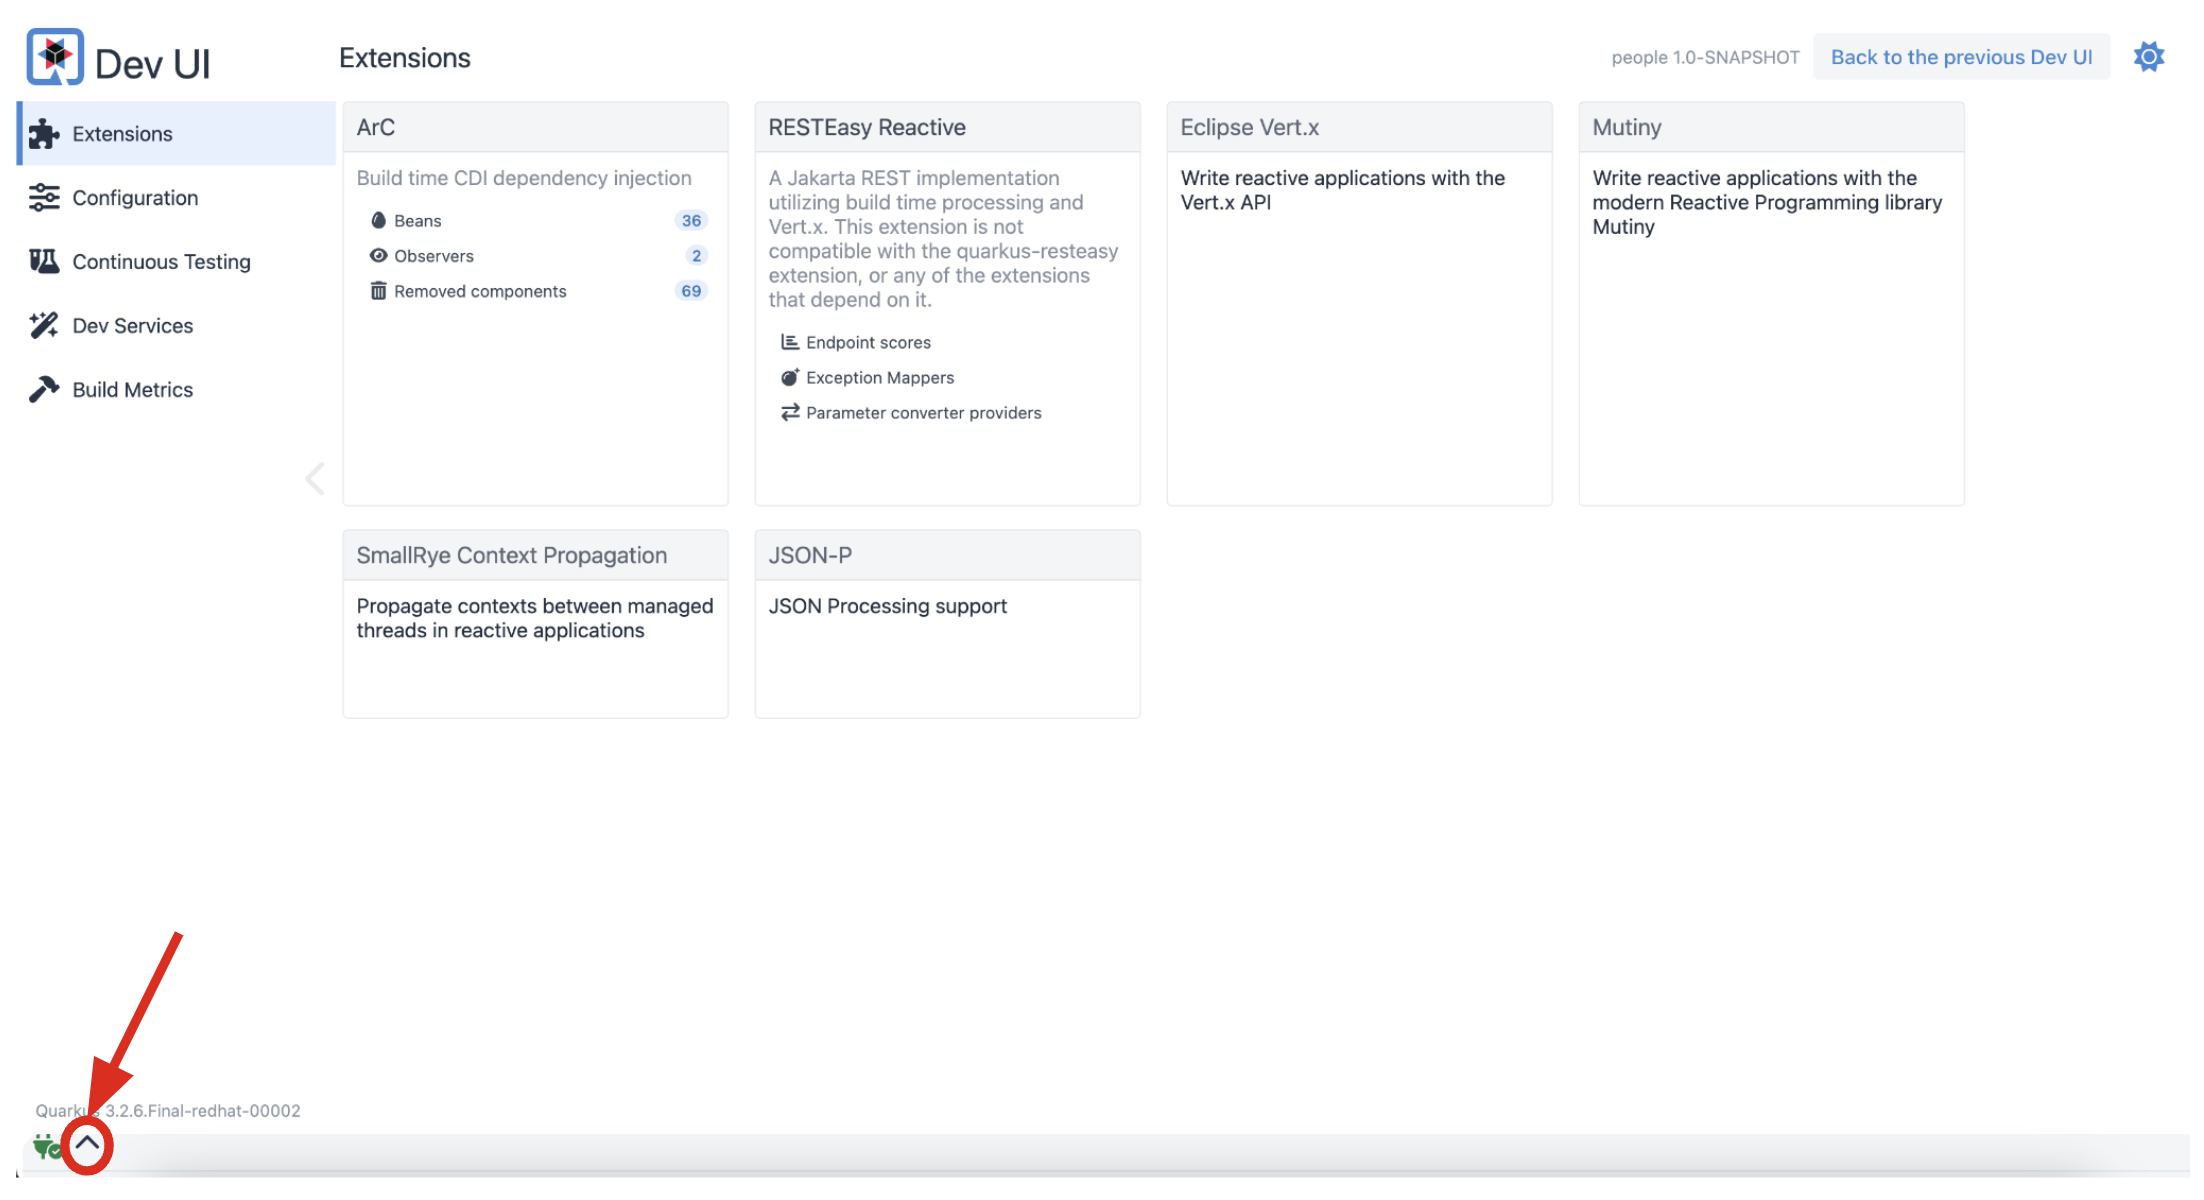 Dev UI
Extensions
people 1.0-SNAPSHOT
Back to the previous Dev UI
Extensions
Configuration
Continuous Testing
Dev Services
Build Metrics
ArC
Build time CDI dependency injection
Beans 36
Observers 2
Removed components 69
RESTEasy Reactive
A Jakarta REST implementation
utilizing build time processing and
Vert.x. This extension is not
compatible with the quarkus-resteasy
extension, or any of the extensions
that depend on it.
Endpoint scores
Exception Mappers
Parameter converter providers
Eclipse Vert.x
Write reactive applications with the
Vert.x API
Mutiny
Write reactive applications with the
modern Reactive Programming library
Mutiny
SmallRye Context Propagation
Propagate contexts between managed
threads in reactive applications
JSON-P
JSON Processing support
Quarkus 3.2.6.Final-redhat-00002